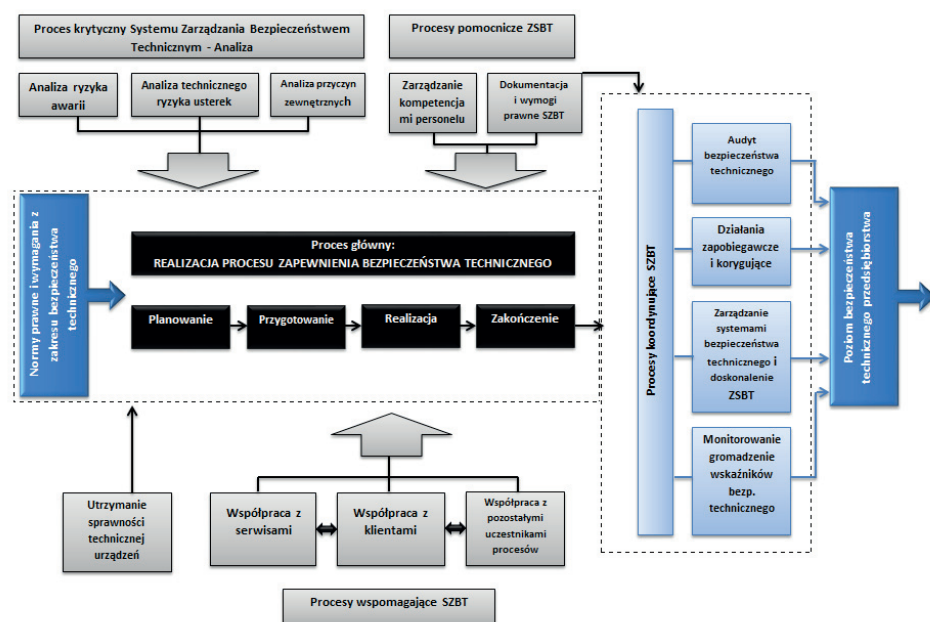 Proces krytyczny Systemu Zarządzania Bezpieczeństwem
Technicznym - Analiza
Procesy pomocnicze ZSBT
Analiza ryzyka
awarii
Analiza technicznego
ryzyka usterek
Analiza przyczyn
zewnętrznych
Zarządzanie
kompetencja
mi personelu
Dokumentacja
i wymogi
prawne SZBT
Normy prawne i wymagania z
zakresu bezpieczeństwa
technicznego
Proces główny:
REALIZACJA PROCESU ZAPEWNIENIA BEZPIECZEŃSTWA TECHNICZNEGO
Planowanie
Przygotowanie
Realizacja
Zakończenie
Procesy koordynujące SZBT
Audyt
bezpieczeństwa
technicznego
Działania
zapobiegawcze
i korygujące
Zarządzanie
systemami
bezpieczeństwa
technicznego i
doskonalenie
ZSBT
Monitorowanie
gromadzenie
wskaźników
bezp.
technicznego
Poziom bezpieczeństwa
technicznego przedsiębiorstwa
Utrzymanie
sprawności
technicznej
urządzeń
Współpraca z
serwisami
Współpraca z
klientami
Współpraca z
pozostałymi
uczestnikami
procesów
Procesy wspomagające SZBT